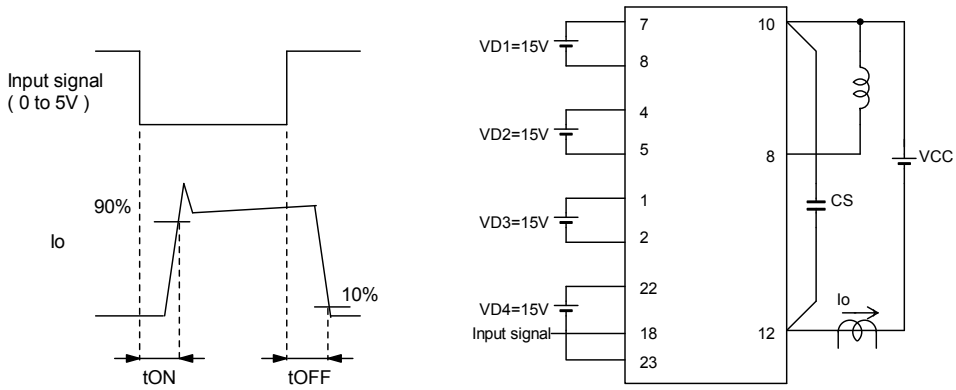 Input signal
( 0 to 5V )
90%
Io
10%
tON
tOFF
VD1=15V
7
8
VD2=15V
4
5
VD3=15V
1
2
VD4=15V
22
Input signal
18
23
10
8
12
VCC
CS
Io